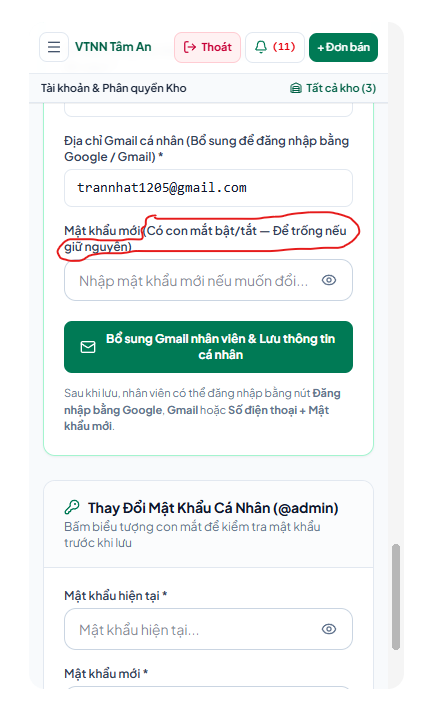 VTNN Tâm An
Thoát
(11)
+ Đơn bán
Tài khoản & Phân quyền Kho
Tất cả kho (3)
Địa chỉ Gmail cá nhân (Bổ sung để đăng nhập bằng
Google / Gmail) *
trannhat1205@gmail.com
Mật khẩu mới (Có con mắt bật/tắt — Để trống nếu
giữ nguyên)
Nhập mật khẩu mới nếu muốn đổi...
Bổ sung Gmail nhân viên & Lưu thông tin
cá nhân
Sau khi lưu, nhân viên có thể đăng nhập bằng nút Đăng
nhập bằng Google, Gmail hoặc Số điện thoại + Mật
khẩu mới.
Thay Đổi Mật Khẩu Cá Nhân (@admin)
Bấm biểu tượng con mắt để kiểm tra mật khẩu
trước khi lưu
Mật khẩu hiện tại *
Mật khẩu hiện tại...
Mật khẩu mới *